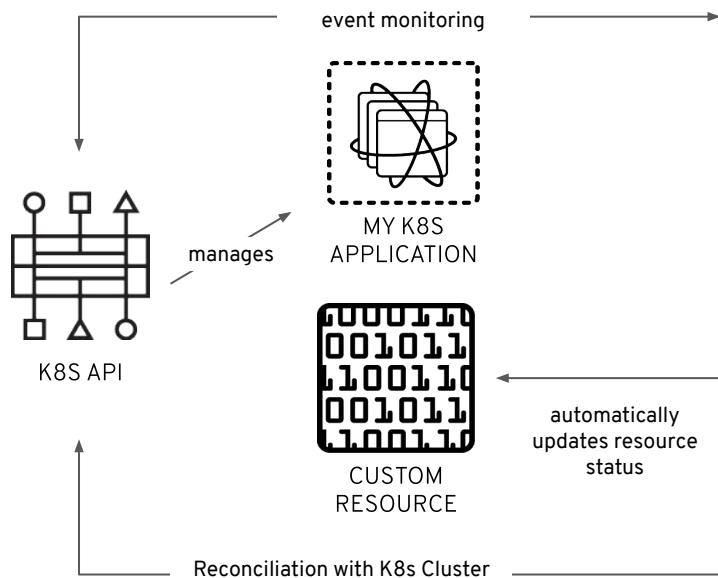 event monitoring
MY K8S
APPLICATION
manages
K8S API
automatically
updates resource
status
CUSTOM
RESOURCE
Reconciliation with K8s Cluster